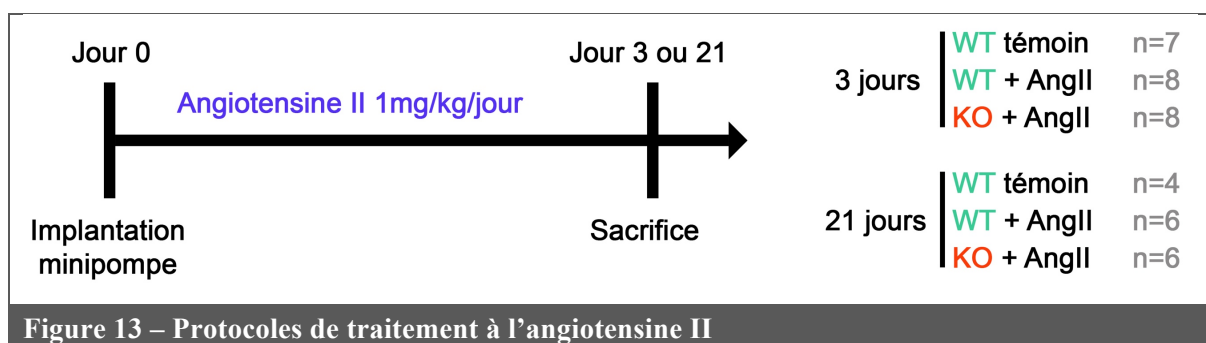 Jour 0
Jour 3 ou 21
Angiotensine II 1mg/kg/jour
Implantation
minipompe
Sacrifice
3 jours
WT témoin n=7
WT + AngII n=8
KO + AngII n=8
21 jours
WT témoin n=4
WT + AngII n=6
KO + AngII n=6
Figure 13 – Protocoles de traitement à l'angiotensine II